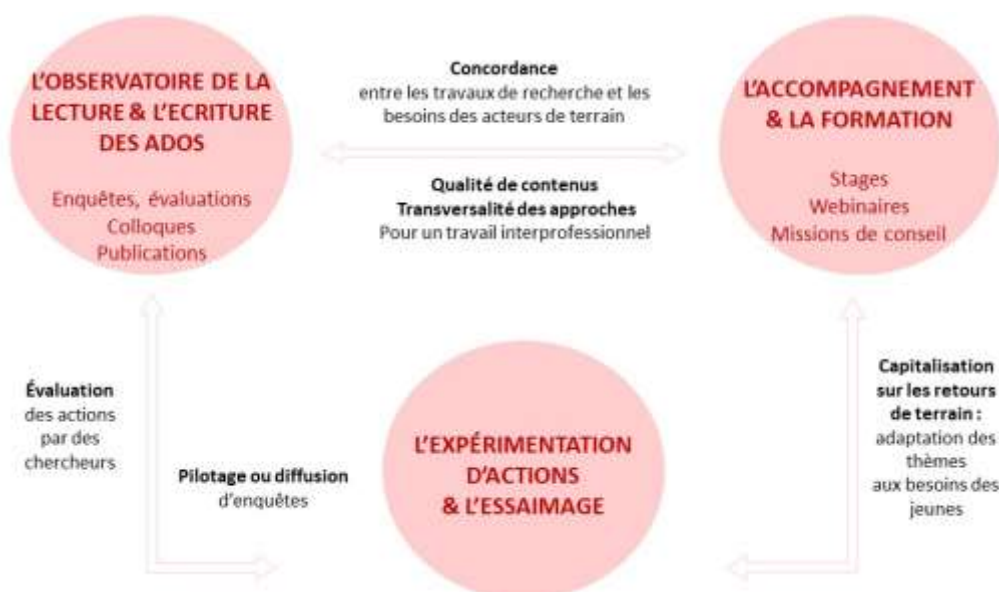 L'OBSERVATOIRE DE LA
LECTURE & L'ECRITURE
DES ADOS
Enquêtes, évaluations
Colloques
Publications
Concordance
entre les travaux de recherche et les
besoins des acteurs de terrain
Qualité de contenus
Transversalité des approches
Pour un travail interprofessionnel
L'ACCOMPAGNEMENT
& LA FORMATION
Stages
Webinaires
Missions de conseil
Évaluation
des actions
par des
chercheurs
Pilotage ou diffusion
d'enquêtes
L'EXPÉRIMENTATION
D'ACTIONS
& L'ESSAIMAGE
Capitalisation
sur les retours
de terrain :
adaptation des
thèmes
aux besoins des
jeunes